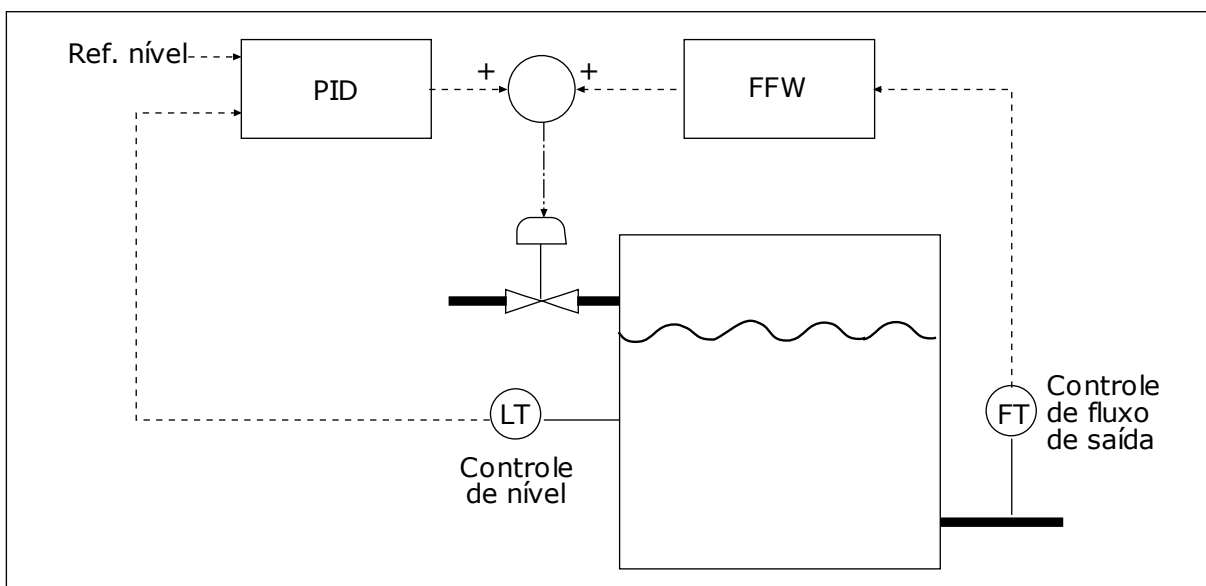 Ref. nível
PID
+
+
FFW
LT
Controle
de nível
FT
Controle
de fluxo
de saída